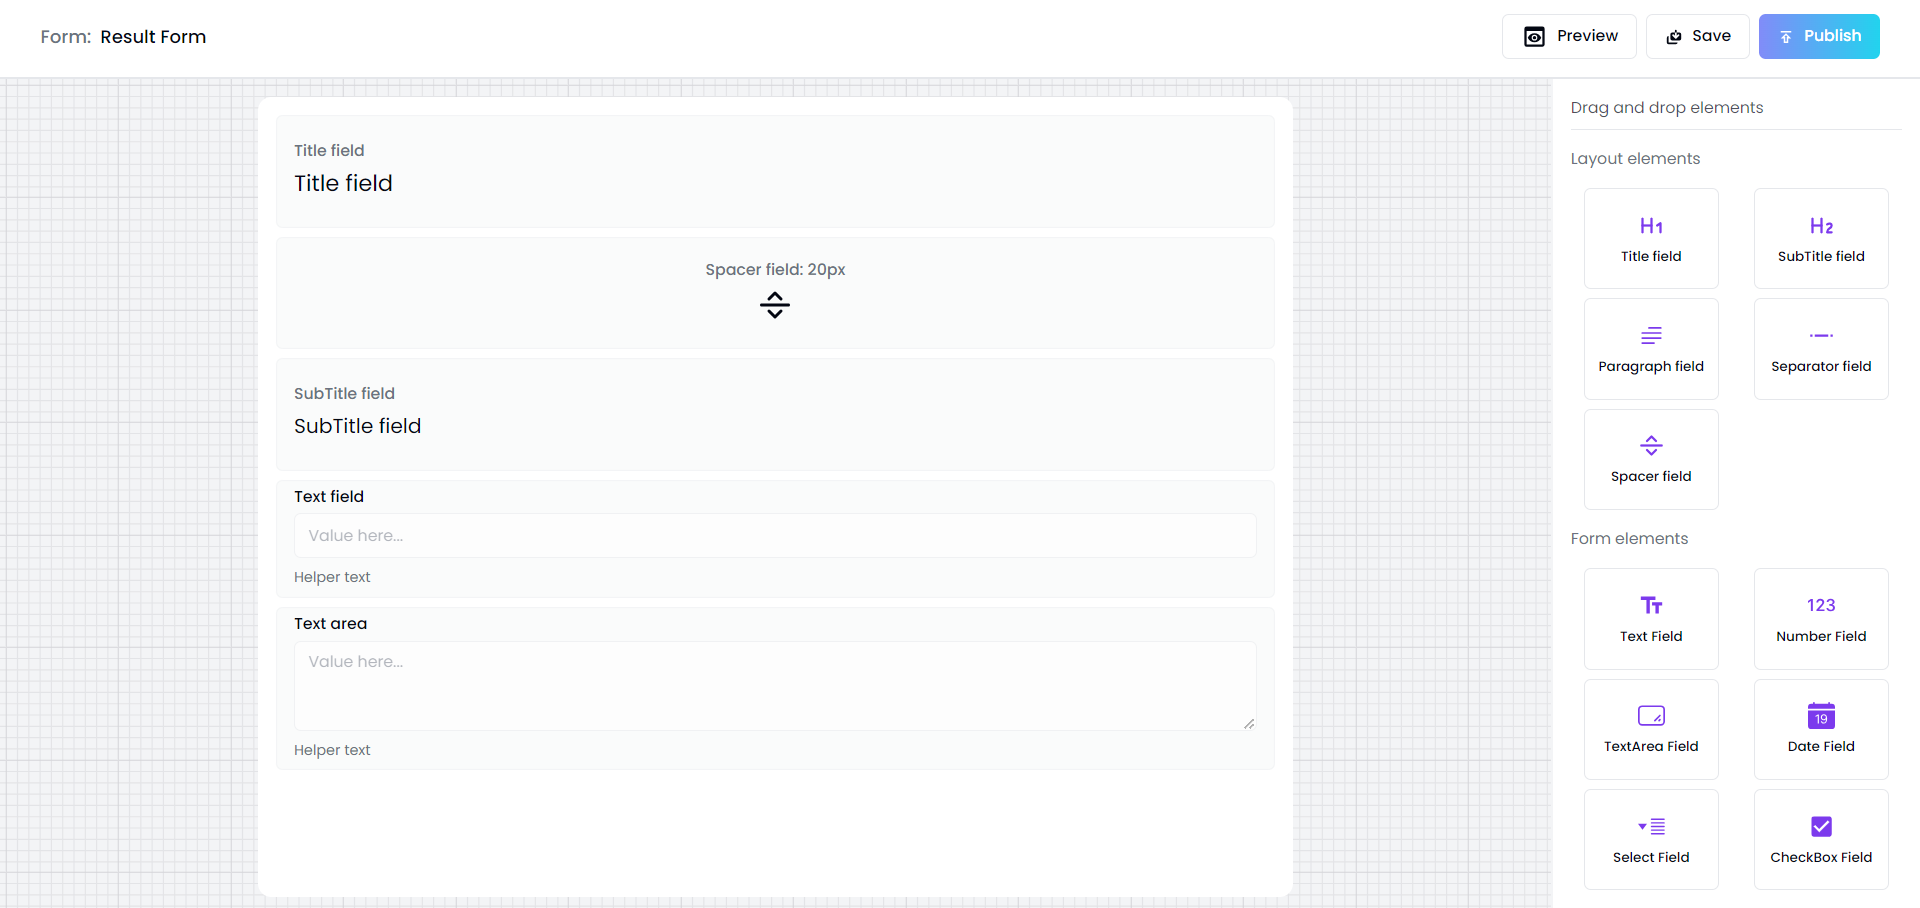 Form: Result Form
Preview
Save
Publish
Title field
Title field
Spacer field: 20px
SubTitle field
SubTitle field
Text field
Value here...
Helper text
Text area
Value here...
Helper text
Drag and drop elements
Layout elements
H1
Title field
H2
SubTitle field
Paragraph field
Separator field
Spacer field
Form elements
Tт
Text Field
123
Number Field
TextArea Field
19
Date Field
Select Field
CheckBox Field